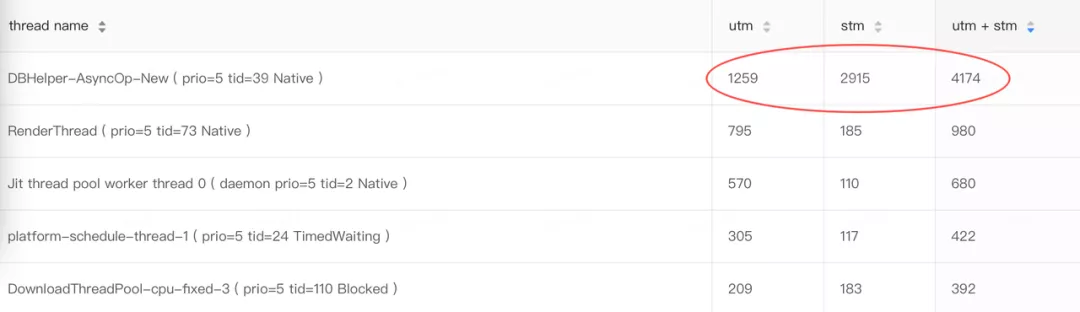 thread name utm stm utm + stm
DBHelper-AsyncOp-New ( prio=5 tid=39 Native ) 1259 2915 4174
RenderThread ( prio=5 tid=73 Native ) 795 185 980
Jit thread pool worker thread 0 ( daemon prio=5 tid=2 Native ) 570 110 680
platform-schedule-thread-1 ( prio=5 tid=24 TimedWaiting ) 305 117 422
DownloadThreadPool-cpu-fixed-3 ( prio=5 tid=110 Blocked ) 209 183 392